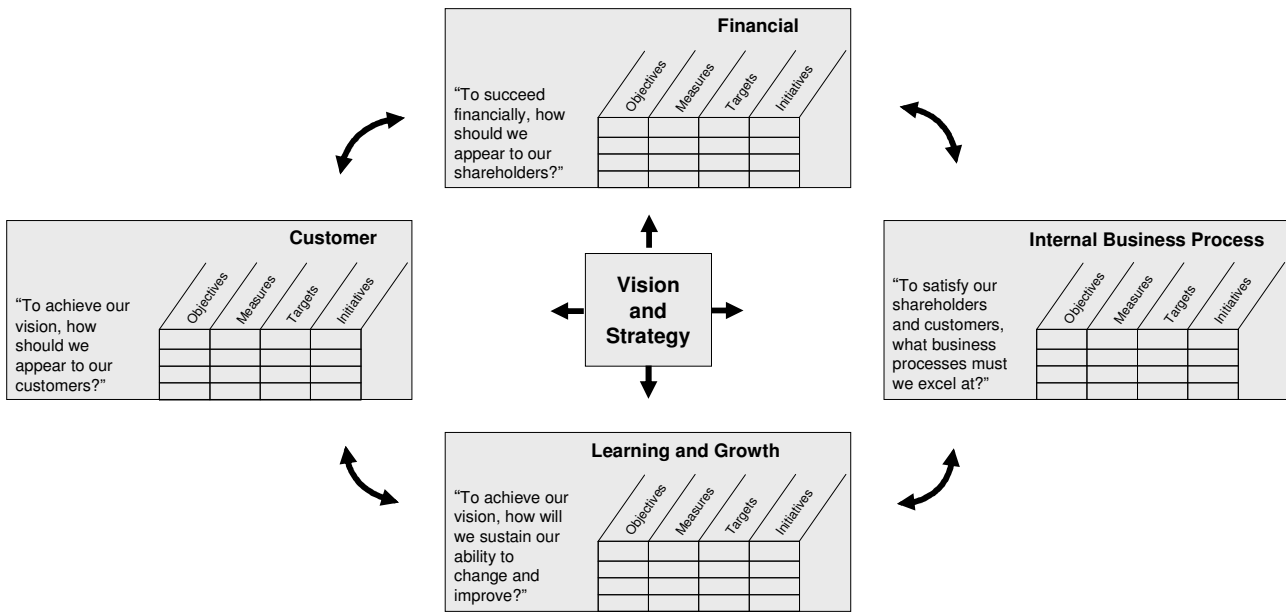 Financial
“To succeed
financially, how
should we
appear to our
shareholders?”
Objectives
Measures
Targets
Initiatives
Customer
“To achieve our
vision, how
should we
appear to our
customers?”
Objectives
Measures
Targets
Initiatives
Vision
and
Strategy
Internal Business Process
“To satisfy our
shareholders
and customers,
what business
processes must
we excel at?”
Objectives
Measures
Targets
Initiatives
Learning and Growth
“To achieve our
vision, how will
we sustain our
ability to
change and
improve?”
Objectives
Measures
Targets
Initiatives